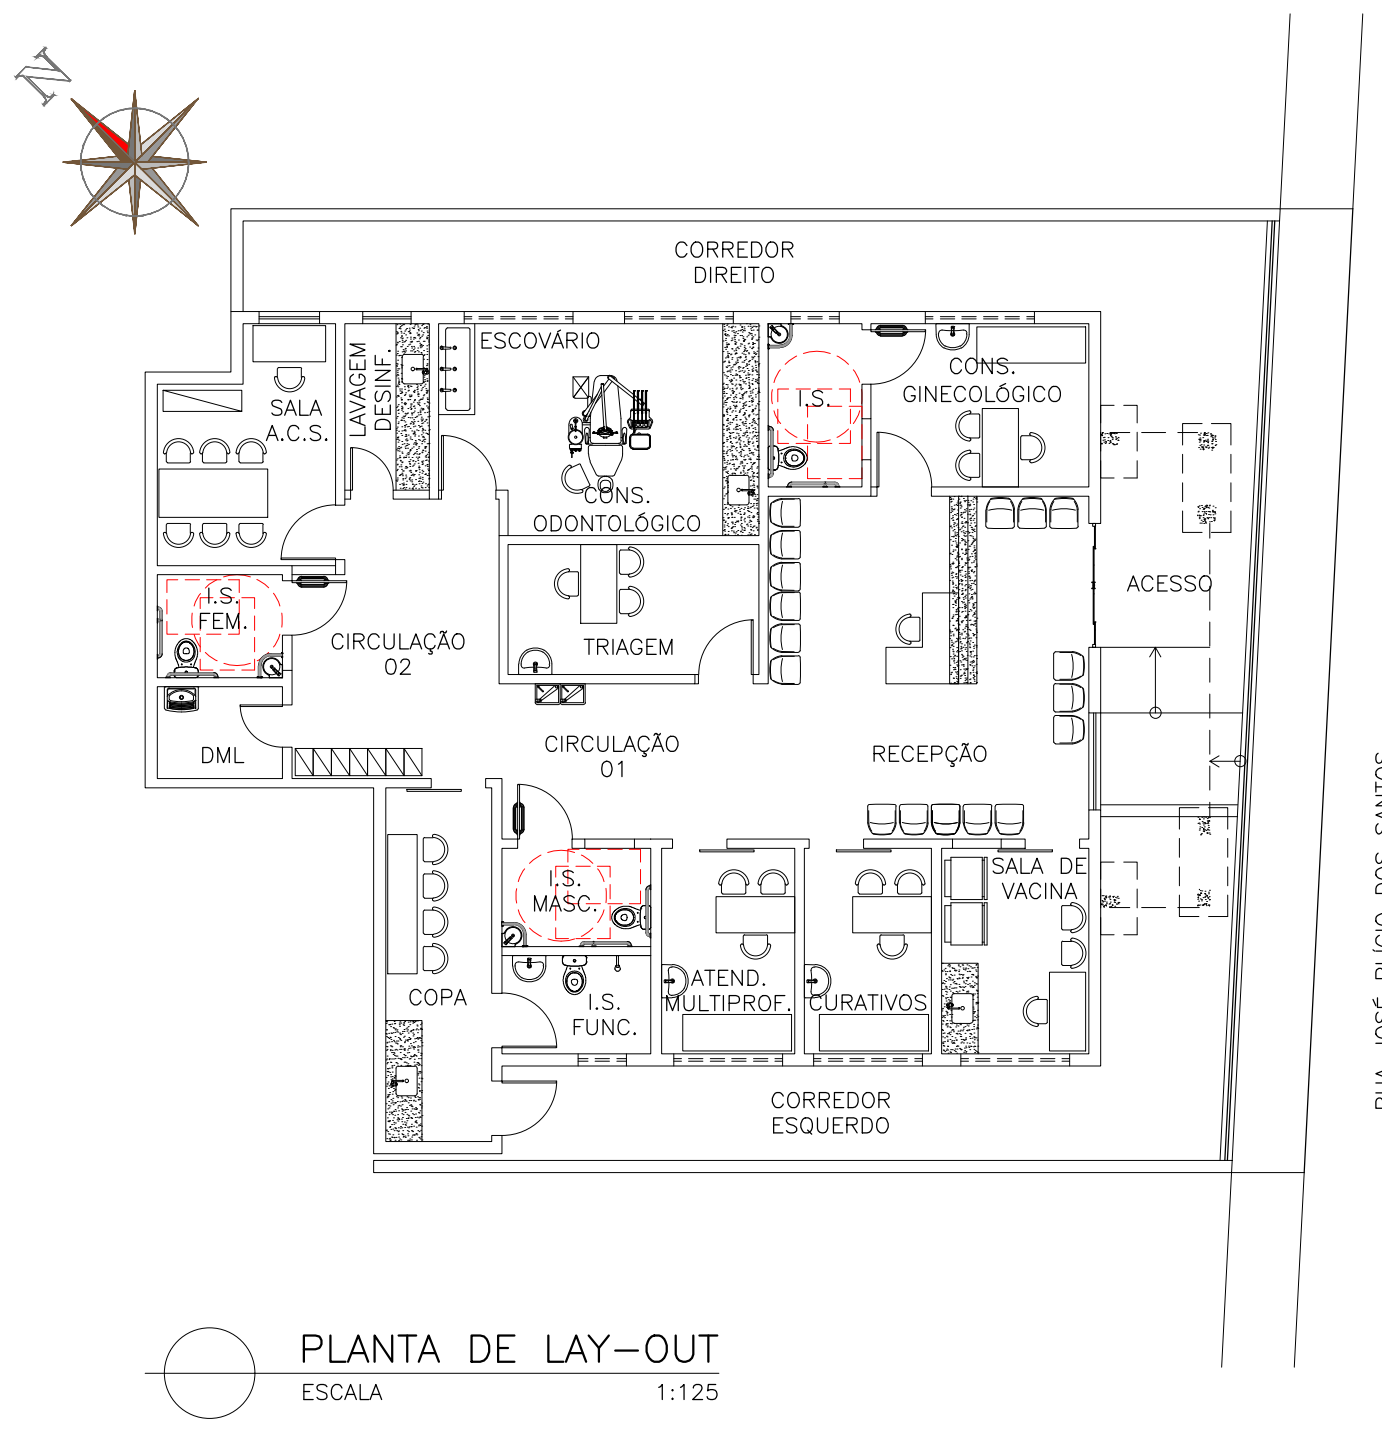 N
CORREDOR
DIREITO
ESCOVÁRIO
LAVAGEM
DESINF.
SALA
A.C.S.
I.S.
CONS.
GINECOLÓGICO
CONS.
ODONTOLÓGICO
ACESSO
I.S.
FEM.
CIRCULAÇÃO
02
TRIAGEM
DML
CIRCULAÇÃO
01
RECEPÇÃO
I.S.
MASC.
SALA DE
VACINA
COPA
I.S.
FUNC.
ATEND.
MULTIPROF.
CURATIVOS
CORREDOR
ESQUERDO
PLANTA DE LAY-OUT
ESCALA 1:125